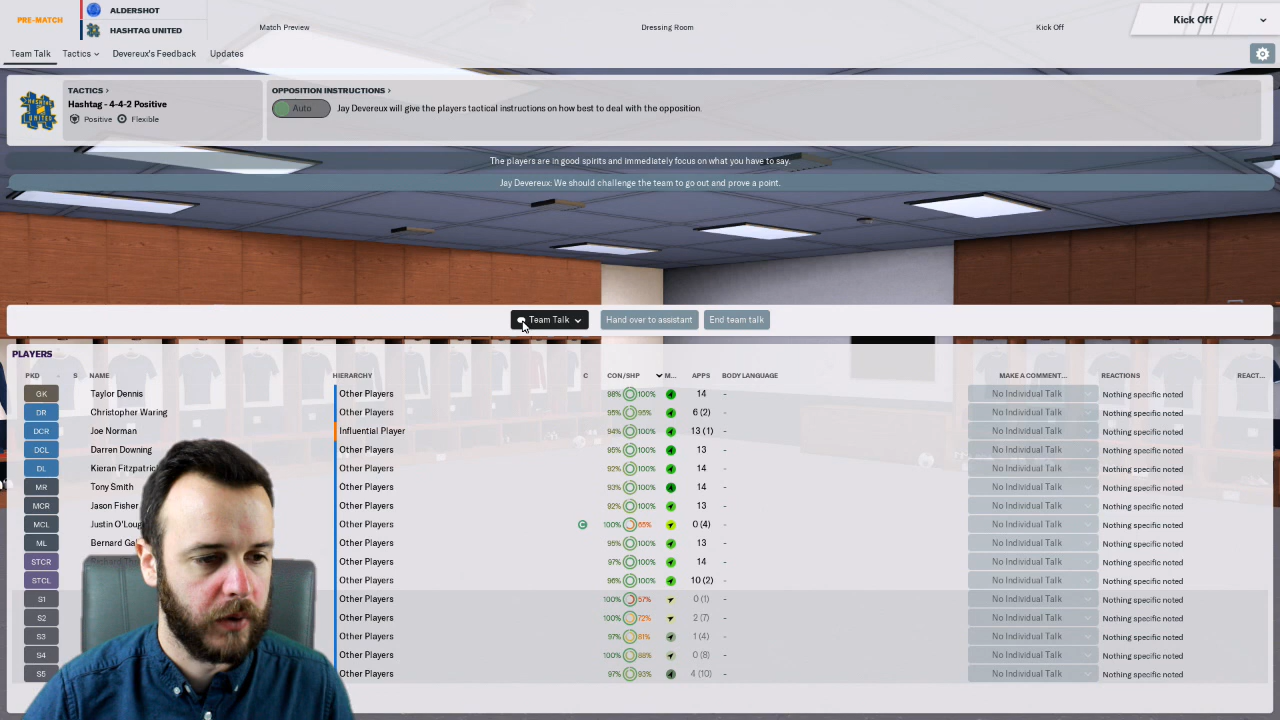 PRE-MATCH
ALDERSHOT
HASHTAG UNITED
Match Preview
Dressing Room
Kick Off
Kick Off
Team Talk
Tactics
Devereux's Feedback
Updates
TACTICS >
Hashtag - 4-4-2 Positive
Positive Flexible
OPPOSITION INSTRUCTIONS >
Auto
Jay Devereux will give the players tactical instructions on how best to deal with the opposition.
The players are in good spirits and immediately focus on what you have to say.
Jay Devereux: We should challenge the team to go out and prove a point.
Team Talk
Hand over to assistant
End team talk
PLAYERS
PKD S NAME HIERARCHY C CON/SHP M... APPS BODY LANGUAGE MAKE A COMMENT... REACTIONS REACT...
GK Taylor Dennis Other Players 98% 100% 14 - No Individual Talk Nothing specific noted
DR Christopher Waring Other Players 95% 95% 6 (2) - No Individual Talk Nothing specific noted
DCR Joe Norman Influential Player 94% 100% 13 (1) - No Individual Talk Nothing specific noted
DCL Darren Downing Other Players 95% 100% 13 - No Individual Talk Nothing specific noted
DL Kieran Fitzpatric Other Players 92% 100% 14 - No Individual Talk Nothing specific noted
MR Tony Smith Other Players 93% 100% 14 - No Individual Talk Nothing specific noted
MCR Jason Fisher Other Players 92% 100% 13 - No Individual Talk Nothing specific noted
MCL Justin O'Loug Other Players C 100% 65% 0 (4) - No Individual Talk Nothing specific noted
ML Bernard Ga Other Players 95% 100% 13 - No Individual Talk Nothing specific noted
STCR Other Players 97% 100% 14 - No Individual Talk Nothing specific noted
STCL Other Players 96% 100% 10 (2) - No Individual Talk Nothing specific noted
S1 Other Players 100% 57% 0 (1) - No Individual Talk Nothing specific noted
S2 Other Players 100% 72% 2 (7) - No Individual Talk Nothing specific noted
S3 Other Players 97% 81% 1 (4) - No Individual Talk Nothing specific noted
S4 Other Players 100% 88% 0 (8) - No Individual Talk Nothing specific noted
S5 Other Players 97% 93% 4 (10) - No Individual Talk Nothing specific noted